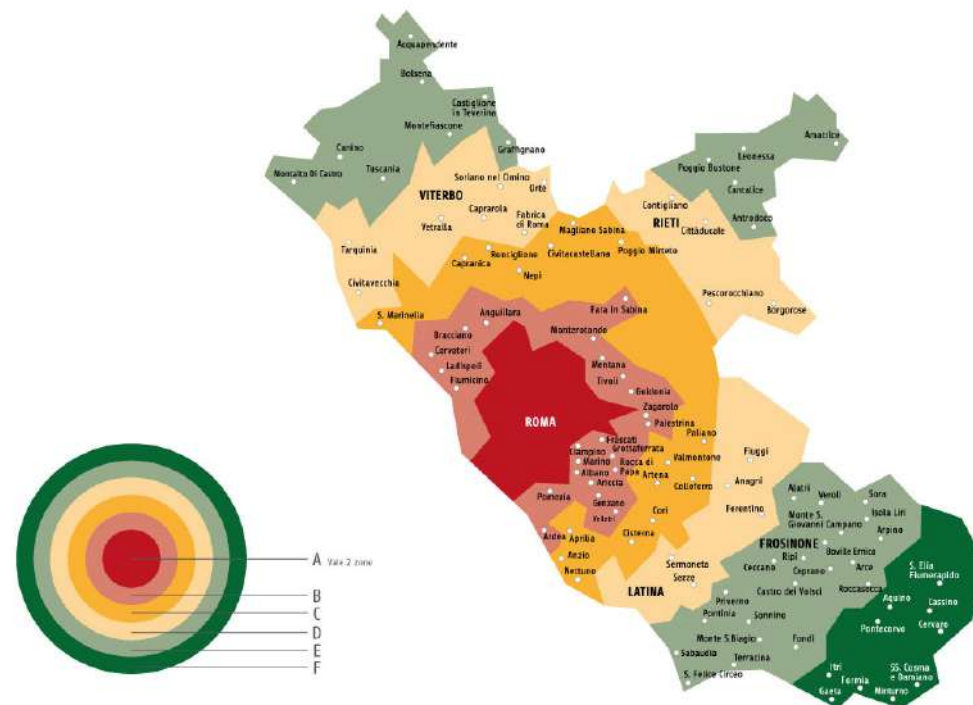 Acquapendente
Bolsena
Castiglione
in Teverina
Montefiascone
Graffignano
Canino
Montalto Di Castro
Tuscania
VITERBO
Soriano nel Cimino
Orte
Caprarola
Vetralla
Fabrica
di Roma
Tarquinia
Civitavecchia
Capranica
Ronciglione
Nepi
Civitacastellana
Magliano Sabina
Poggio Mirteto
S. Marinella
Amatrice
Leonessa
Poggio Bustone
Cantalice
Antrodoco
Contigliano
RIETI
Cittàducale
Pescorocchiano
Borgorose
Anguillara
Bracciano
Cerveteri
Ladispoli
Fiumicino
Fara in Sabina
Monterotondo
Mentana
Tivoli
Guidonia
Zagarolo
Palestrina
ROMA
Frascati
Grottaferrata
Ciampino
Marino
Rocca di
Papa
Albano
Ariccia
Genzano
Velletri
Pomezia
Ardea
Aprilia
Anzio
Nettuno
Paliano
Valmontone
Artena
Colleferro
Cori
Cisterna
Fiuggi
Anagni
Ferentino
Sermoneta
Sezze
LATINA
Alatri
Veroli
Sora
Monte S.
Giovanni Campano
Isola Liri
Arpino
FROSINONE
Ripi
Boville Ernica
Ceccano
Ceprano
Arce
Castro dei Volsci
Roccasecca
Priverno
Pontinia
Sonnino
Monte S.Biagio
Fondi
Sabaudia
Terracina
S. Felice Circeo
S. Elia
Fiumerapido
Aquino
Cassino
Pontecorvo
Cervaro
Itri
Formia
Gaeta
SS. Cosma
e Damiano
Minturno
A Vale 2 zone
B
C
D
E
F